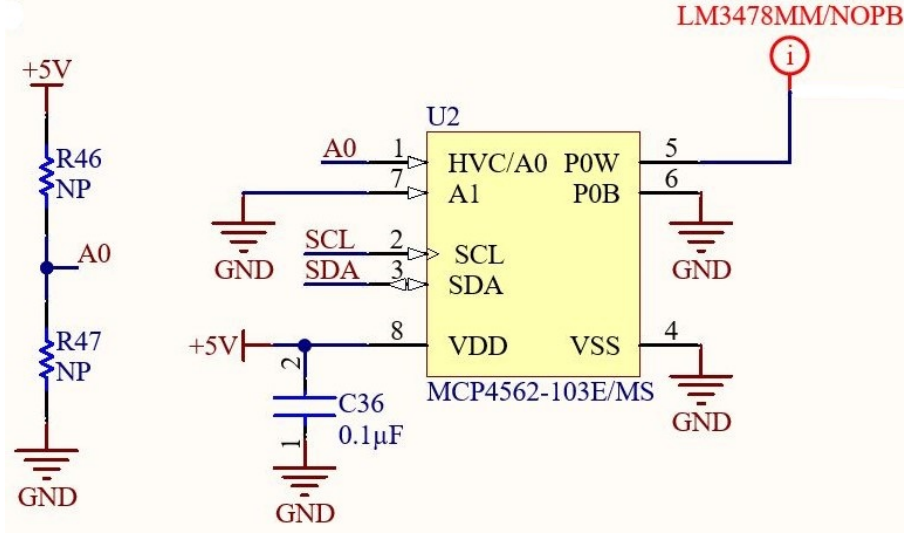 LM3478MM/NOPB
i
+5V
R46
NP
A0
R47
NP
GND
U2
A0 1 HVC/A0 P0W 5
7 A1 P0B 6
GND
GND
SCL 2 SCL
SDA 3 SDA
+5V 8 VDD VSS 4
MCP4562-103E/MS
GND
2
C36
0.1µF
1
GND